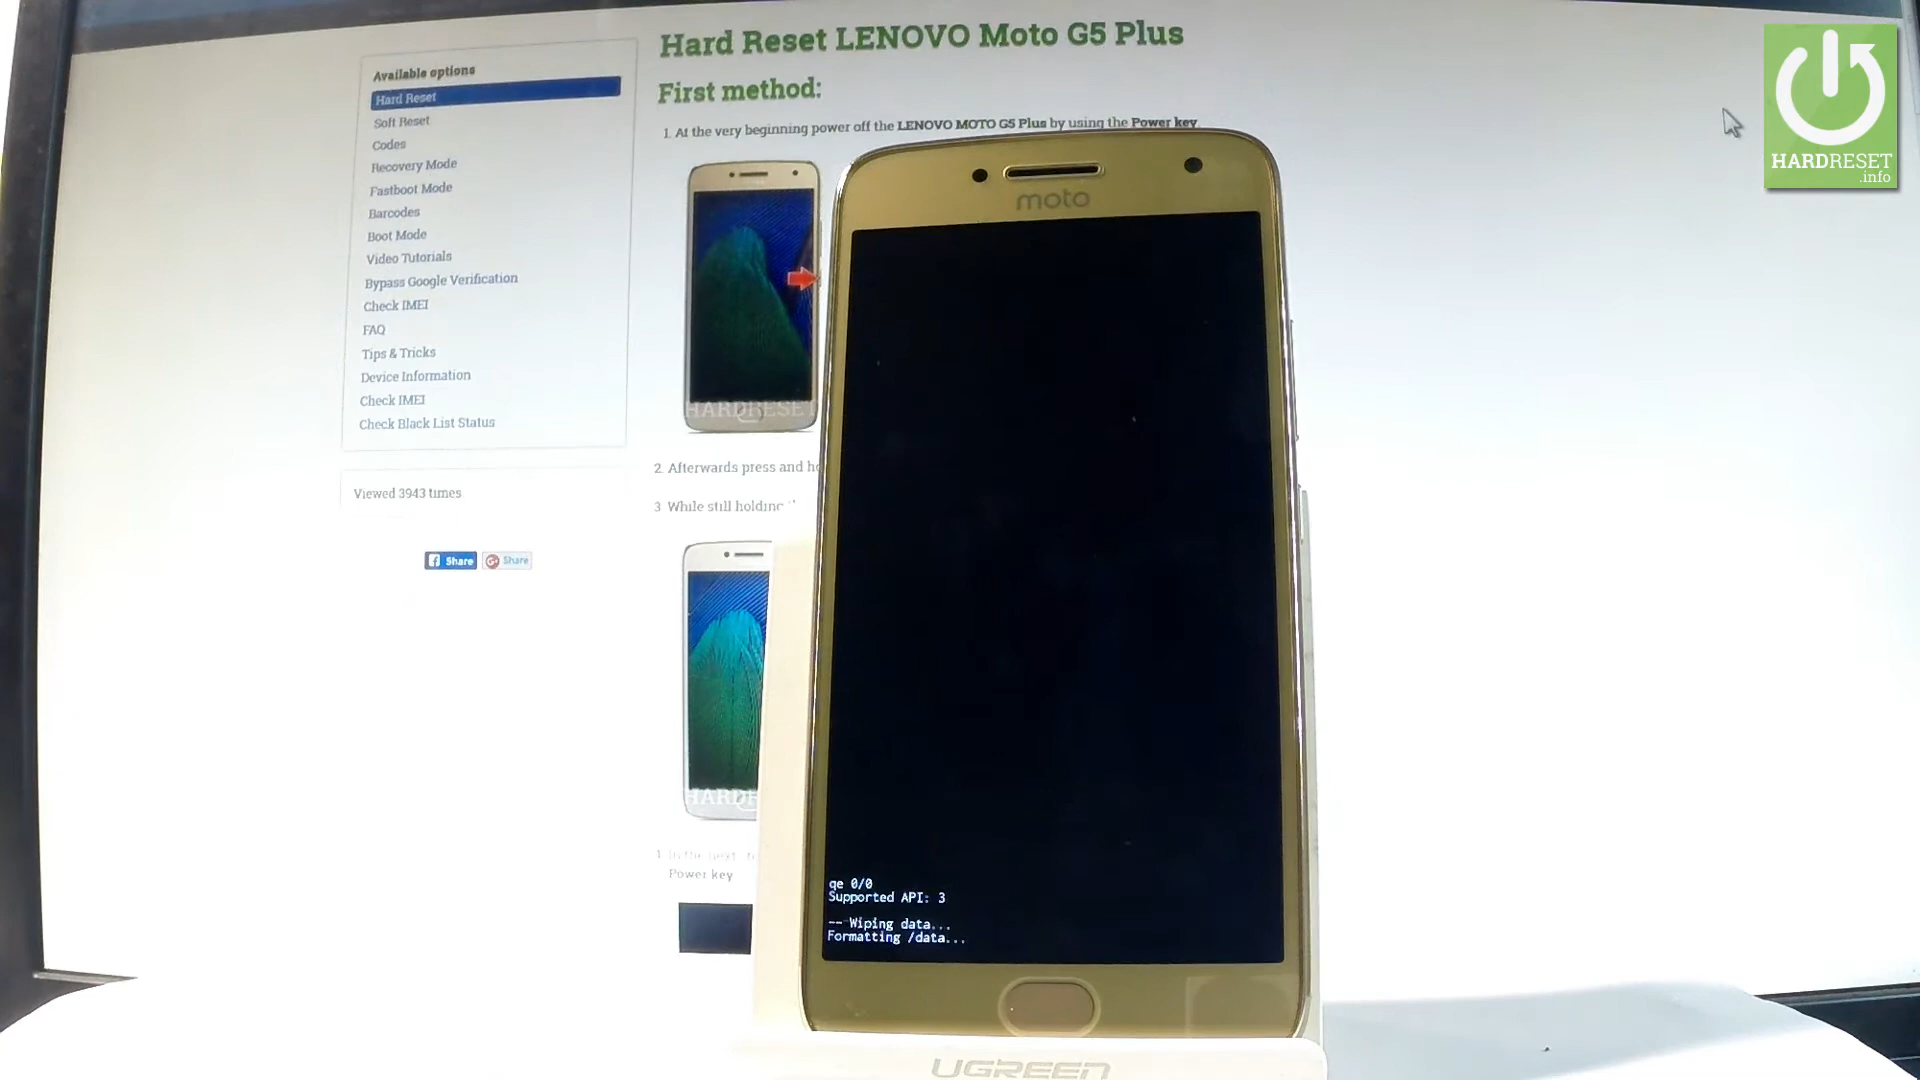 Hard Reset LENOVO Moto G5 Plus
First method:
1. At the very beginning power off the LENOVO MOTO G5 Plus by using the Power key.
Available options
Hard Reset
Soft Reset
Codes
Recovery Mode
Fastboot Mode
Barcodes
Boot Mode
Video Tutorials
Bypass Google Verification
Check IMEI
FAQ
Tips & Tricks
Device Information
Check IMEI
Check Black List Status
Viewed 3943 times
Share
Share
HARDRESET
2. Afterwards press and
3 While still holding
HARD
Power key
moto
qe 0/0
Supported API: 3
-- Wiping data...
Formatting /data...
UGREEN
HARDRESET
.info